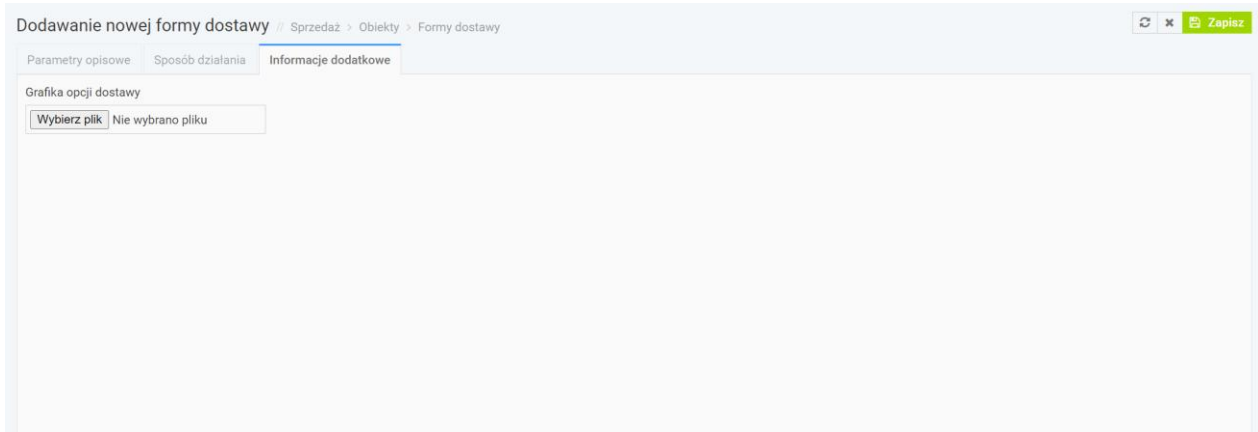 Dodawanie nowej formy dostawy // Sprzedaż > Obiekty > Formy dostawy
Zapisz
Parametry opisowe Sposób działania Informacje dodatkowe
Grafika opcji dostawy
Wybierz plik Nie wybrano pliku